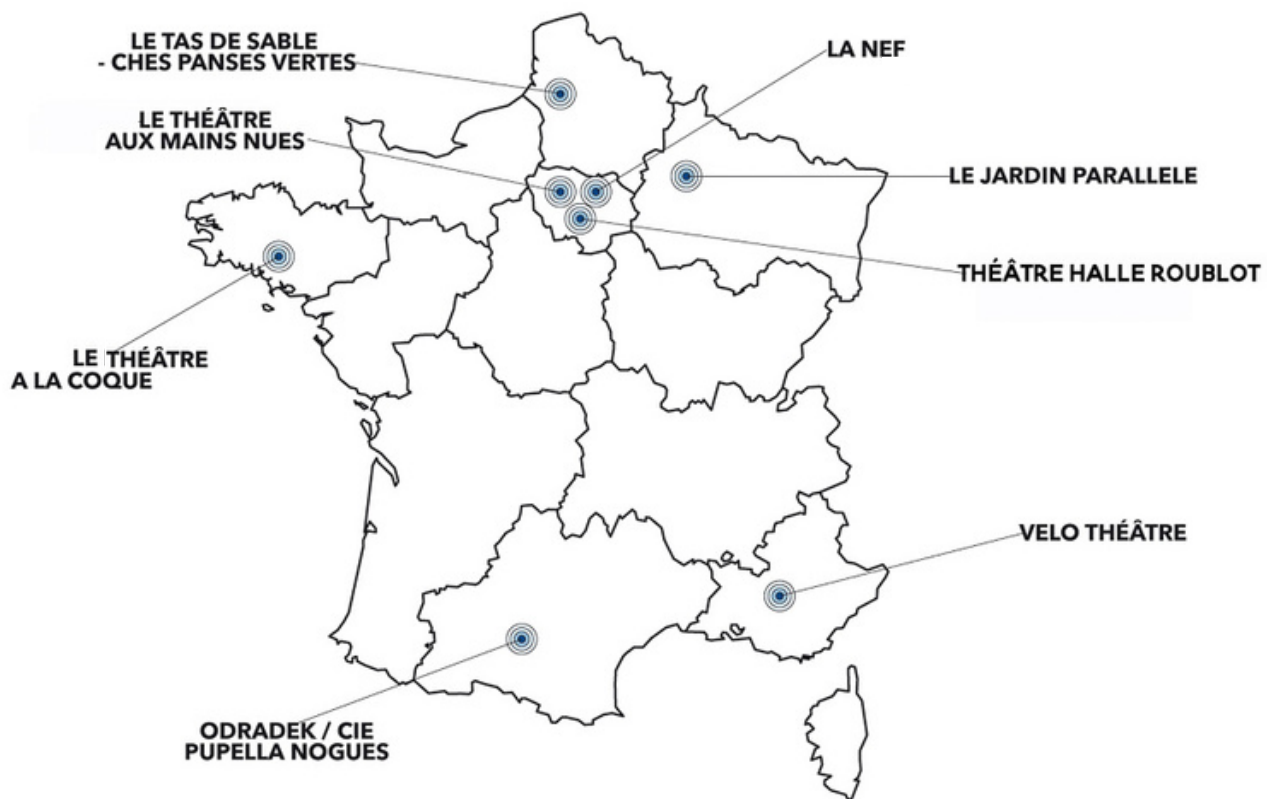 LE TAS DE SABLE
- CHES PANSES VERTES
LA NEF
LE THÉÂTRE
AUX MAINS NUES
LE JARDIN PARALLELE
THÉÂTRE HALLE ROUBLOT
LE THÉÂTRE
A LA COQUE
VELO THÉÂTRE
ODRADEK / CIE
PUPELLA NOGUES